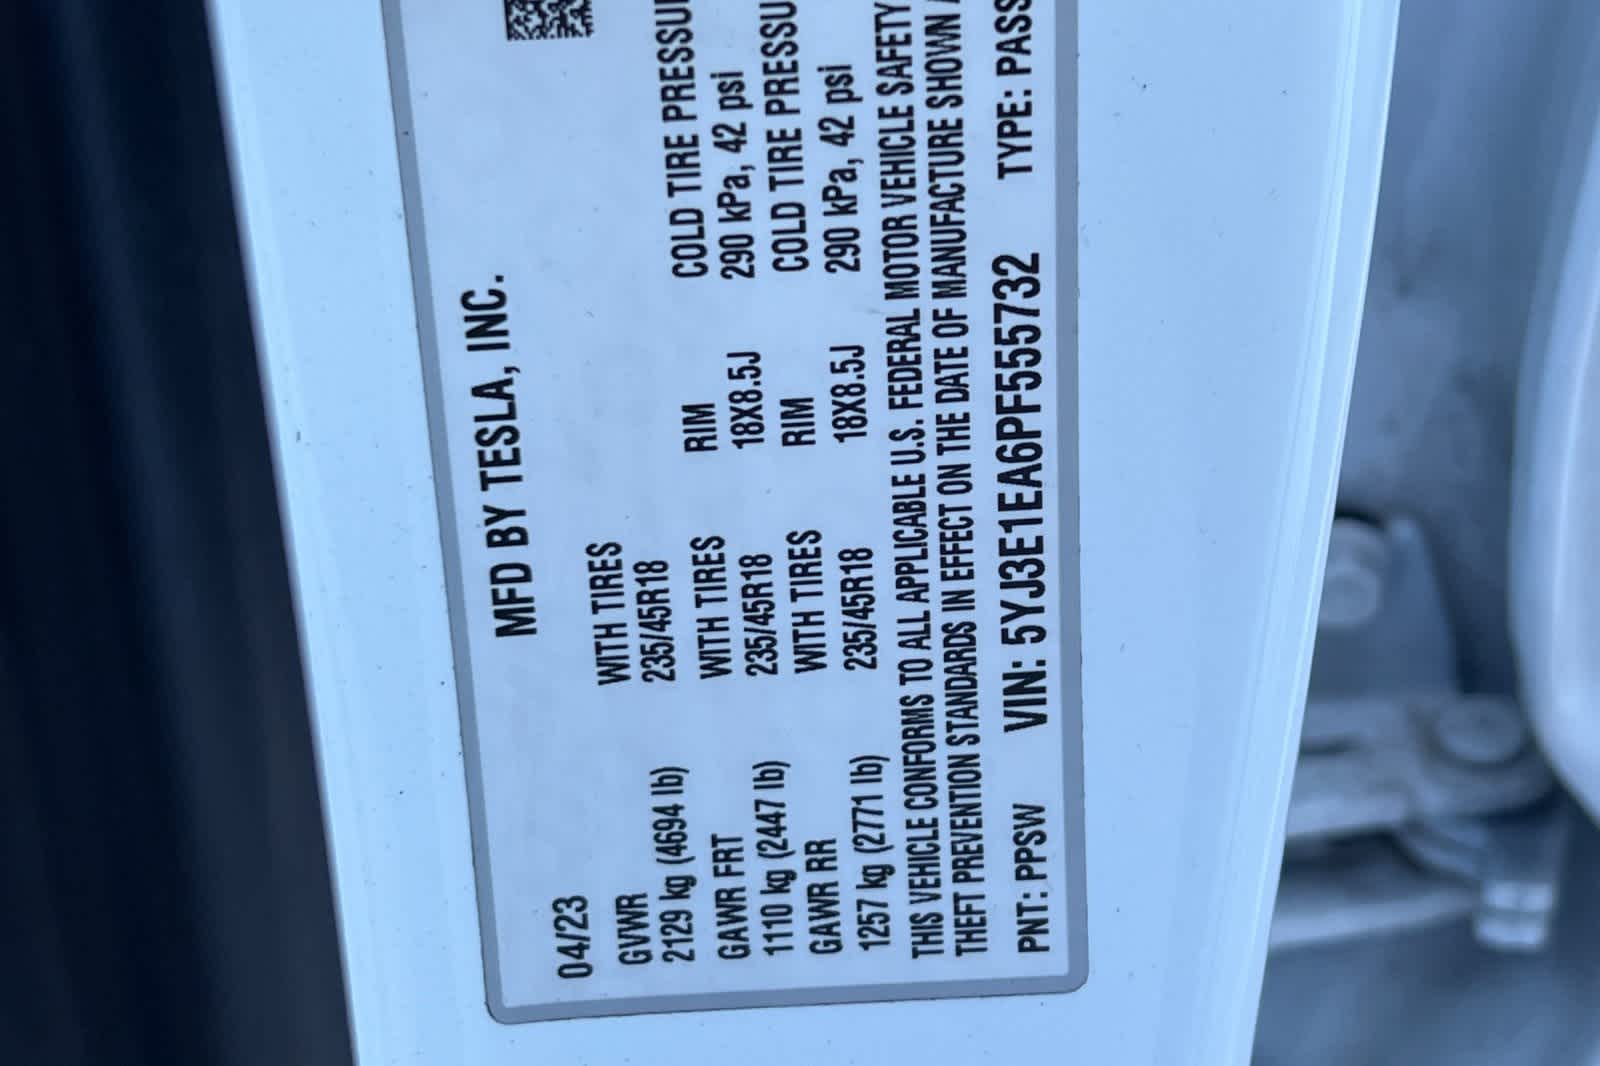 MFD BY TESLA, INC.
04/23
GVWR WITH TIRES
2129 kg (4694 lb) 235/45R18 RIM COLD TIRE
GAWR FRT WITH TIRES 18X8.5J 290 kPa, 42 psi
1110 kg (2447 lb) 235/45R18 RIM COLD TIRE
GAWR RR WITH TIRES 18X8.5J 290 kPa, 42 psi
1257 kg (2771 lb) 235/45R18
THIS VEHICLE CONFORMS TO ALL APPLICABLE U.S. FEDERAL MOTOR VEHICLE SAFETY
THEFT PREVENTION STANDARDS IN EFFECT ON THE DATE OF MANUFACTURE SHOWN
PNT: PPSW VIN: 5YJ3E1EA6PF555732 TYPE: PASS